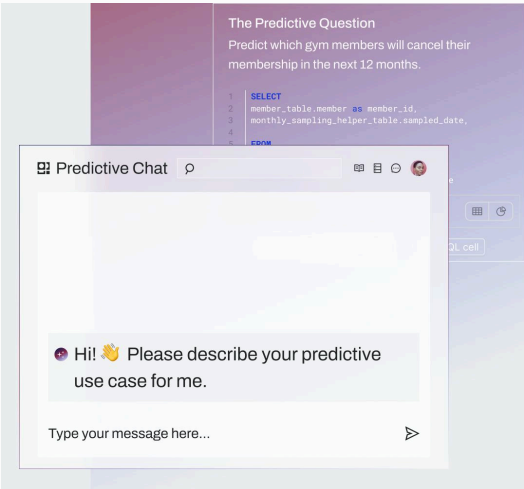 The Predictive Question
Predict which gym members will cancel their
membership in the next 12 months.
1 SELECT
2 member_table.member as member_id,
3 monthly_sampling_helper_table.sampled_date,
4
5 FROM
QL cell
Predictive Chat
Hi! 👋 Please describe your predictive
use case for me.
Type your message here...